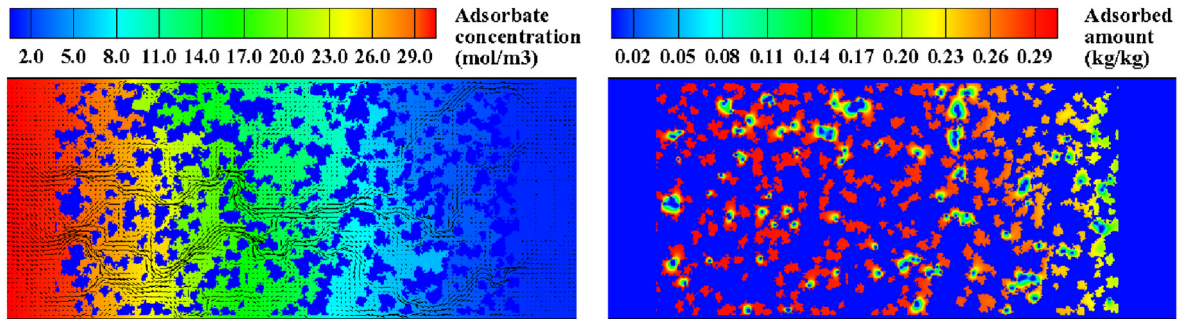 Adsorbate
concentration
(mol/m3)
2.0 5.0 8.0 11.0 14.0 17.0 20.0 23.0 26.0 29.0
Adsorbed
amount
(kg/kg)
0.02 0.05 0.08 0.11 0.14 0.17 0.20 0.23 0.26 0.29